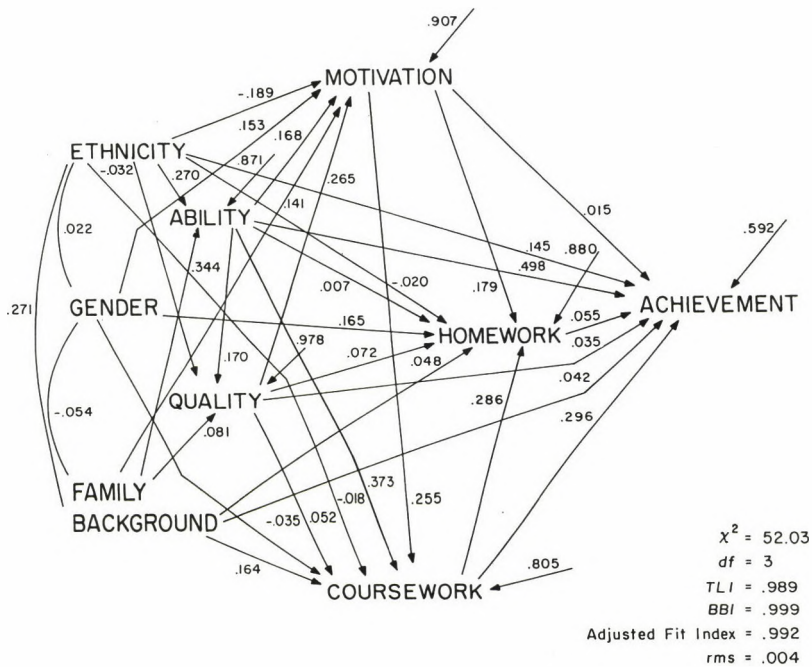 .907
MOTIVATION
-.189
.153
.168
ETHNICITY
-.032
.270
.871
.265
ABILITY
.141
.022
.015
.145
.880
.592
.344
.498
-.020
.007
.179
.271
GENDER
ACHIEVEMENT
.165
.055
HOMEWORK
.035
.978
.072
.048
.170
.042
QUALITY
.286
-.054
.081
.296
FAMILY
BACKGROUND
.373
-.018
.255
-.035
.052
.164
.805
COURSEWORK
χ² = 52.03
df = 3
TLI = .989
BBI = .999
Adjusted Fit Index = .992
rms = .004